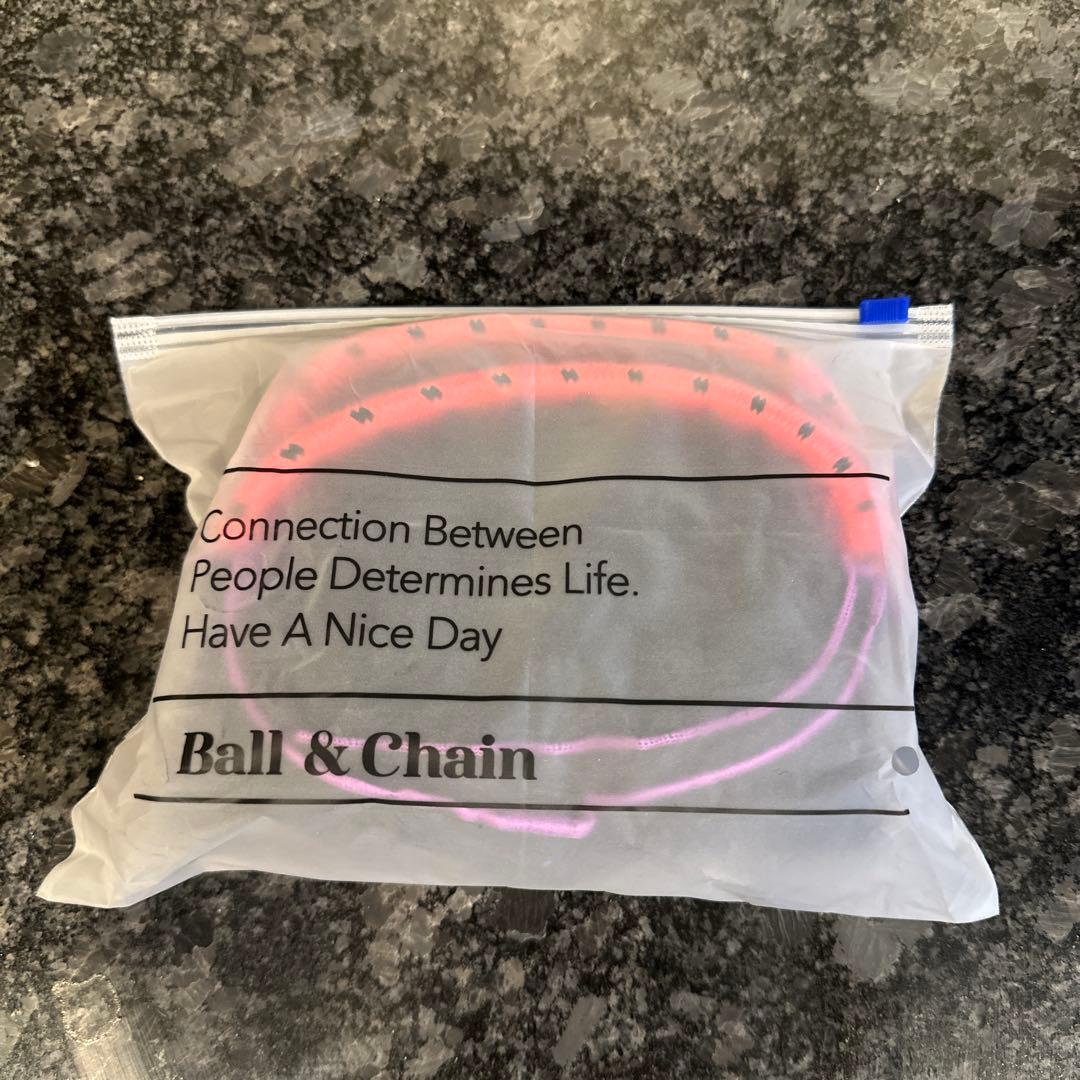 Connection Between
People Determines Life.
Have A Nice Day
Ball & Chain